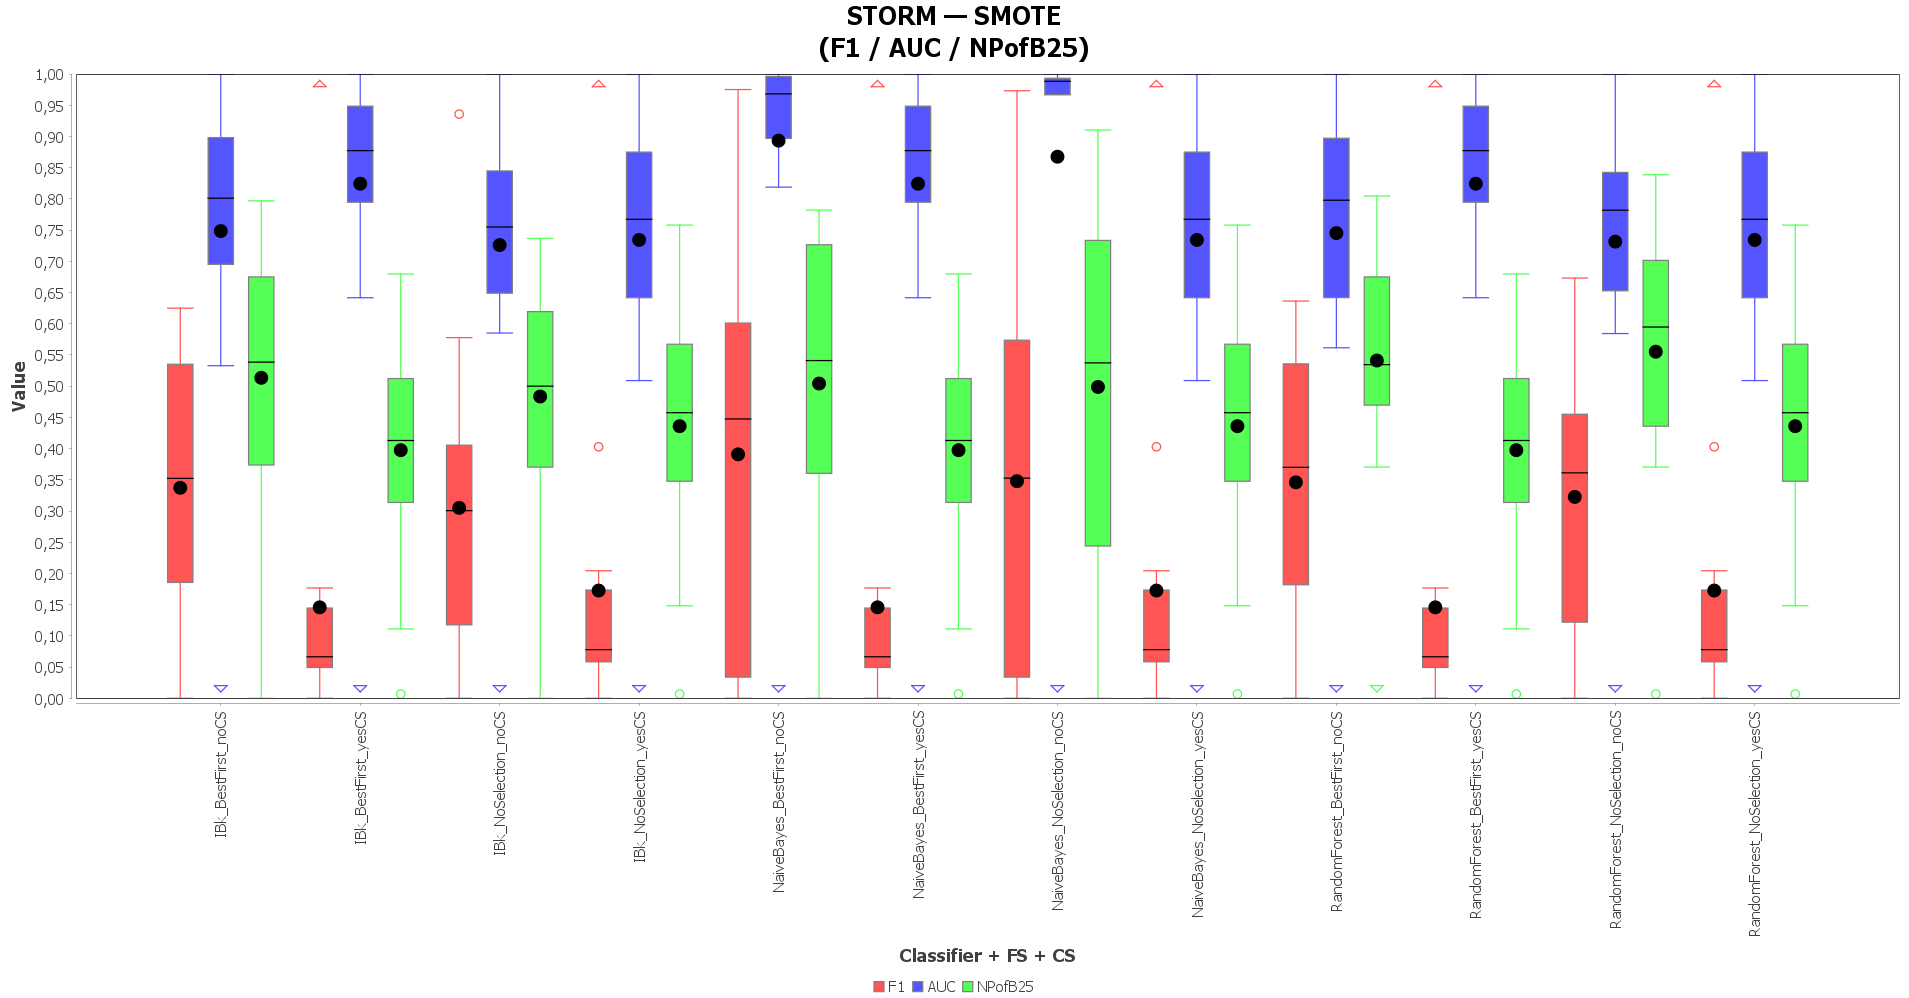 STORM — SMOTE
(F1 / AUC / NPofB25)
1,00
0,95
0,90
0,85
0,80
0,75
0,70
0,65
0,60
0,55
0,50
0,45
0,40
0,35
0,30
0,25
0,20
0,15
0,10
0,05
0,00
Value
IBk_BestFirst_noCS
IBk_BestFirst_yesCS
IBk_NoSelection_noCS
IBk_NoSelection_yesCS
NaiveBayes_BestFirst_noCS
NaiveBayes_BestFirst_yesCS
NaiveBayes_NoSelection_noCS
NaiveBayes_NoSelection_yesCS
RandomForest_BestFirst_noCS
RandomForest_BestFirst_yesCS
RandomForest_NoSelection_noCS
RandomForest_NoSelection_yesCS
Classifier + FS + CS
F1 AUC NPofB25